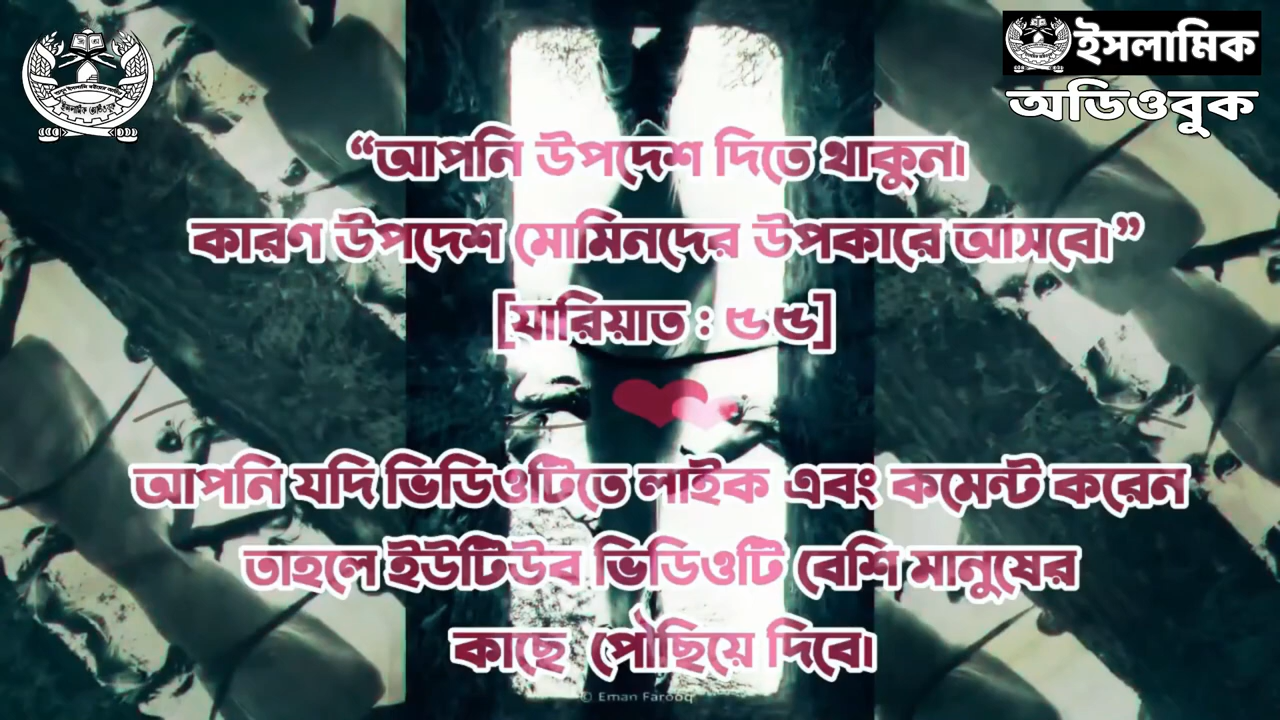 ইসলামিক
অডিওবুক
“আপনি উপদেশ দিতে থাকুন।
কারণ উপদেশ মোমিনদের উপকারে আসবে।”
[যারিয়াত : ৫৫]
আপনি যদি ভিডিওটিতে লাইক এবং কমেন্ট করেন
তাহলে ইউটিউব ভিডিওটি বেশি মানুষের
কাছে পৌছিয়ে দিবে।
© Eman Farooq